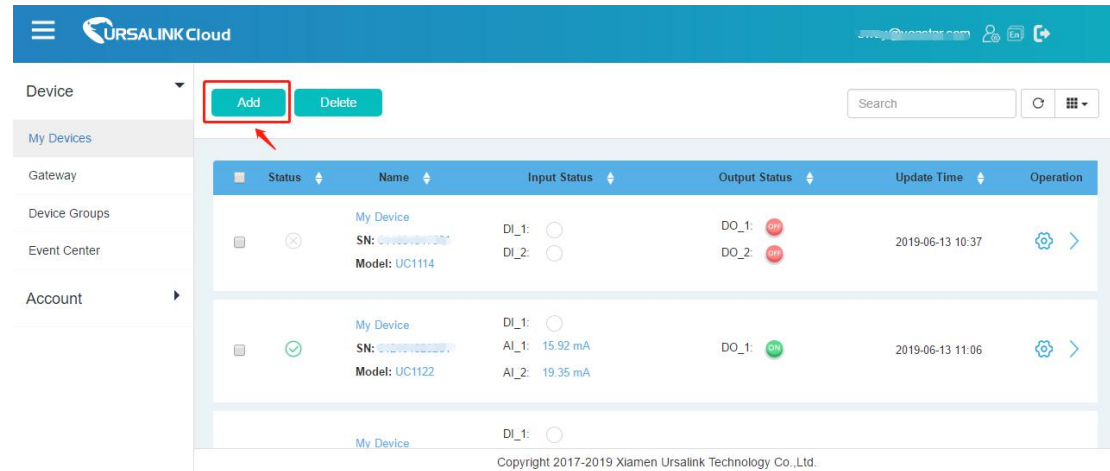 URSALINK Cloud
En
Device
My Devices
Gateway
Device Groups
Event Center
Account
Add Delete
Search
Status Name Input Status Output Status Update Time Operation
My Device
SN:
Model: UC1114
DI_1:
DI_2:
DO_1: OFF
DO_2: OFF
2019-06-13 10:37
My Device
SN:
Model: UC1122
DI_1:
AI_1: 15.92 mA
AI_2: 19.35 mA
DO_1: ON
2019-06-13 11:06
My Device
DI_1:
Copyright 2017-2019 Xiamen Ursalink Technology Co.,Ltd.